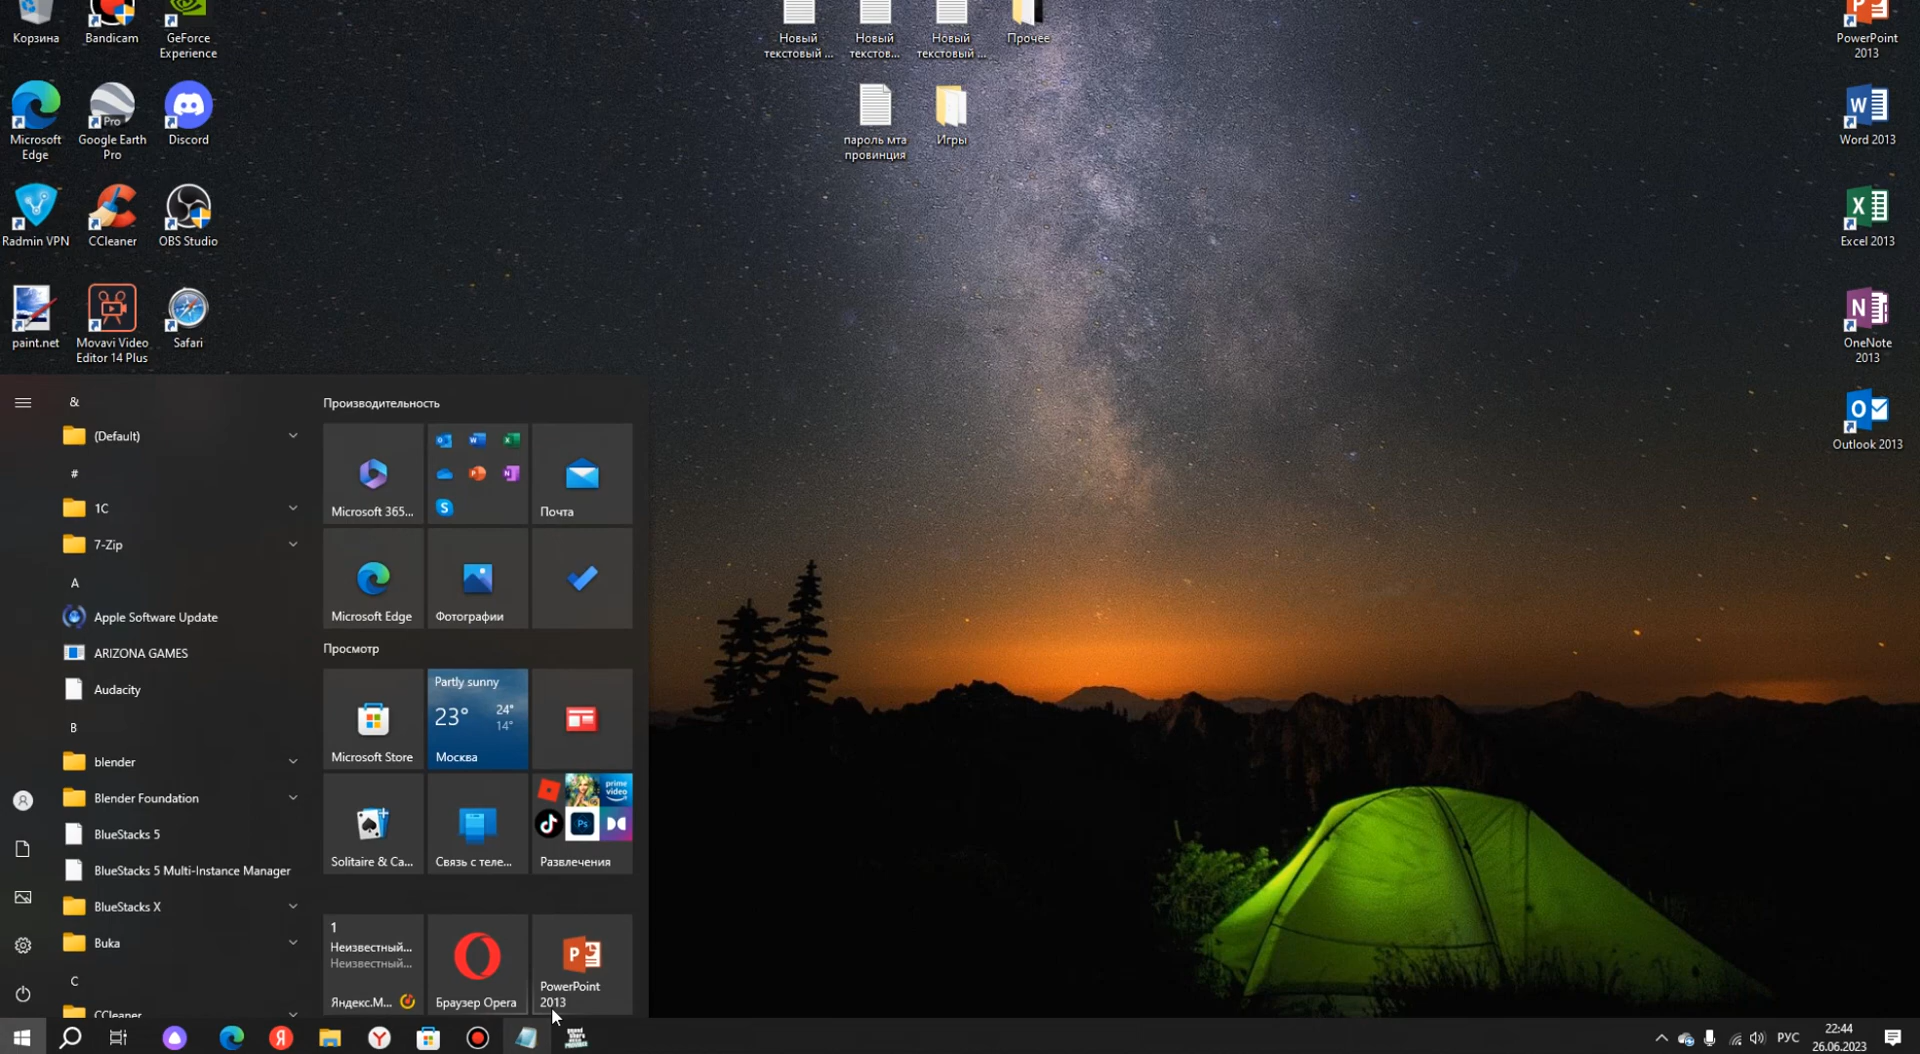 Корзина
Bandicam
GeForce
Experience
Новый
текстовый ...
Новый
текстов...
Новый
текстовый ...
Прочее
PowerPoint
2013
Microsoft
Edge
Pro
Google Earth
Pro
Discord
пароль мта
провинция
Игры
Word 2013
Radmin VPN
CCleaner
OBS Studio
Excel 2013
paint.net
Movavi Video
Editor 14 Plus
Safari
OneNote
2013
Outlook 2013
&
(Default)
#
1C
7-Zip
A
Apple Software Update
ARIZONA GAMES
Audacity
B
blender
Blender Foundation
BlueStacks 5
BlueStacks 5 Multi-Instance Manager
BlueStacks X
Buka
C
CCleaner
Производительность
Microsoft 365...
Почта
Microsoft Edge
Фотографии
Просмотр
Microsoft Store
Partly sunny
23°
24°
14°
Москва
Solitaire & Ca...
Связь с теле...
prime
video
Ps
Развлечения
1
Неизвестный...
Неизвестный...
Яндекс.М...
Браузер Opera
PowerPoint
2013
РУС
22:44
26.06.2023